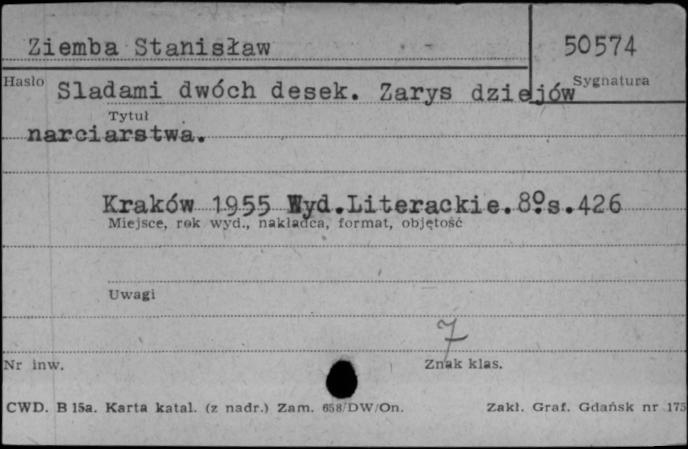 Ziemba Stanisław
50574
Hasło
Sygnatura
Sladami dwóch desek. Zarys dziejów
Tytuł
narciarstwa.
Kraków 1955 Wyd.Literackie.8º.s.426
Miejsce, rok wyd., nakładca, format, objętość
Uwagi
7
Nr inw.
Znak klas.
CWD. B 15a. Karta katal. (z nadr.) Zam. 658/DW/On.
Zakł. Graf. Gdańsk nr 175